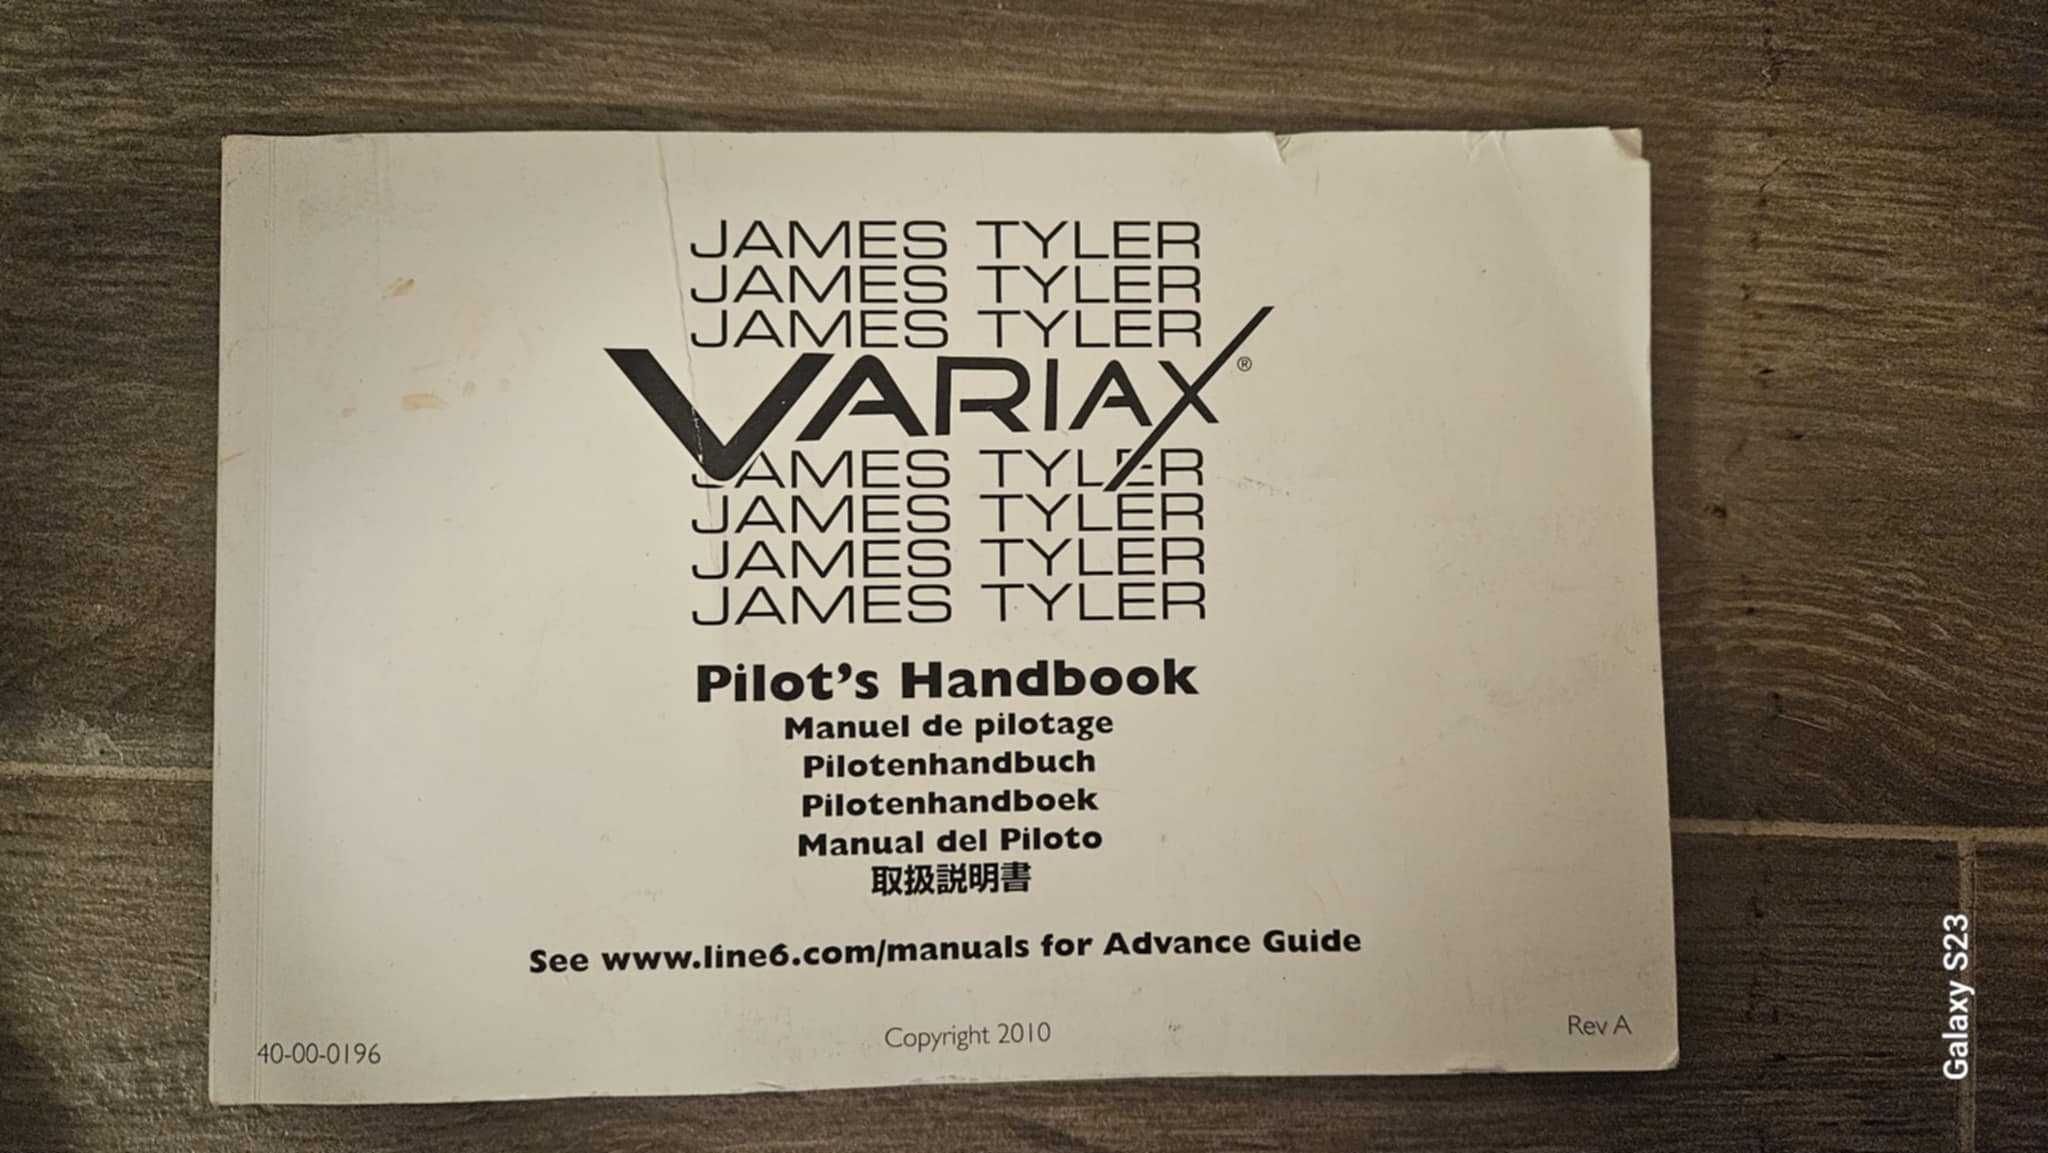 JAMES TYLER
JAMES TYLER
JAMES TYLER
VARIAX®
JAMES TYLER
JAMES TYLER
JAMES TYLER
JAMES TYLER
Pilot's Handbook
Manuel de pilotage
Pilotenhandbuch
Pilotenhandboek
Manual del Piloto
取扱説明書
See www.line6.com/manuals for Advance Guide
40-00-0196
Copyright 2010
Rev A
Galaxy S23